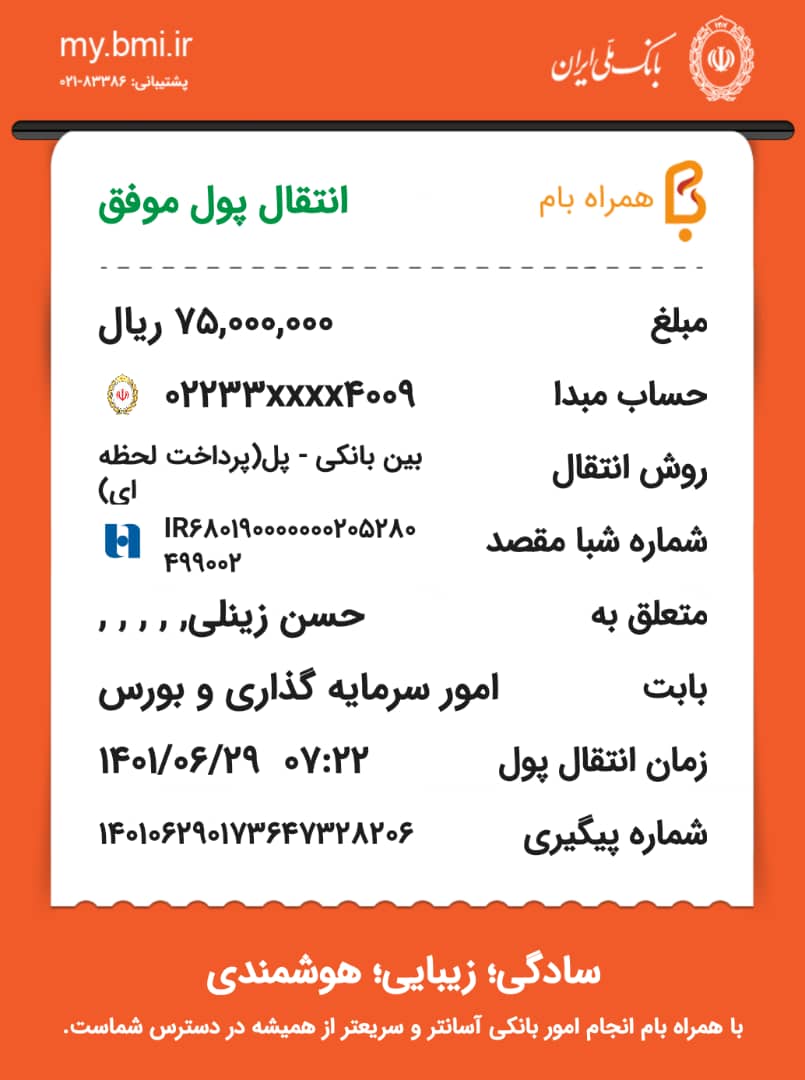 my.bmi.ir
پشتیبانی: ۸۳۳۸۶-۰۲۱
بانک ملی ایران
همراه بام
انتقال پول موفق
مبلغ ۷۵,۰۰۰,۰۰۰ ریال
حساب مبدا ۰۲۲۳۳xxxx۴۰۰۹
روش انتقال بین بانکی - پل(پرداخت لحظه
ای)
شماره شبا مقصد IR۶۸۰۱۹۰۰۰۰۰۰۰۰۲۰۵۲۸۰
۴۹۹۰۰۲
متعلق به حسن زینلی, , , , ,
بابت امور سرمایه گذاری و بورس
زمان انتقال پول ۰۷:۲۲ ۱۴۰۱/۰۶/۲۹
شماره پیگیری ۱۴۰۱۰۶۲۹۰۱۷۳۶۴۷۳۲۸۲۰۶
سادگی؛ زیبایی؛ هوشمندی
با همراه بام انجام امور بانکی آسانتر و سریعتر از همیشه در دسترس شماست.